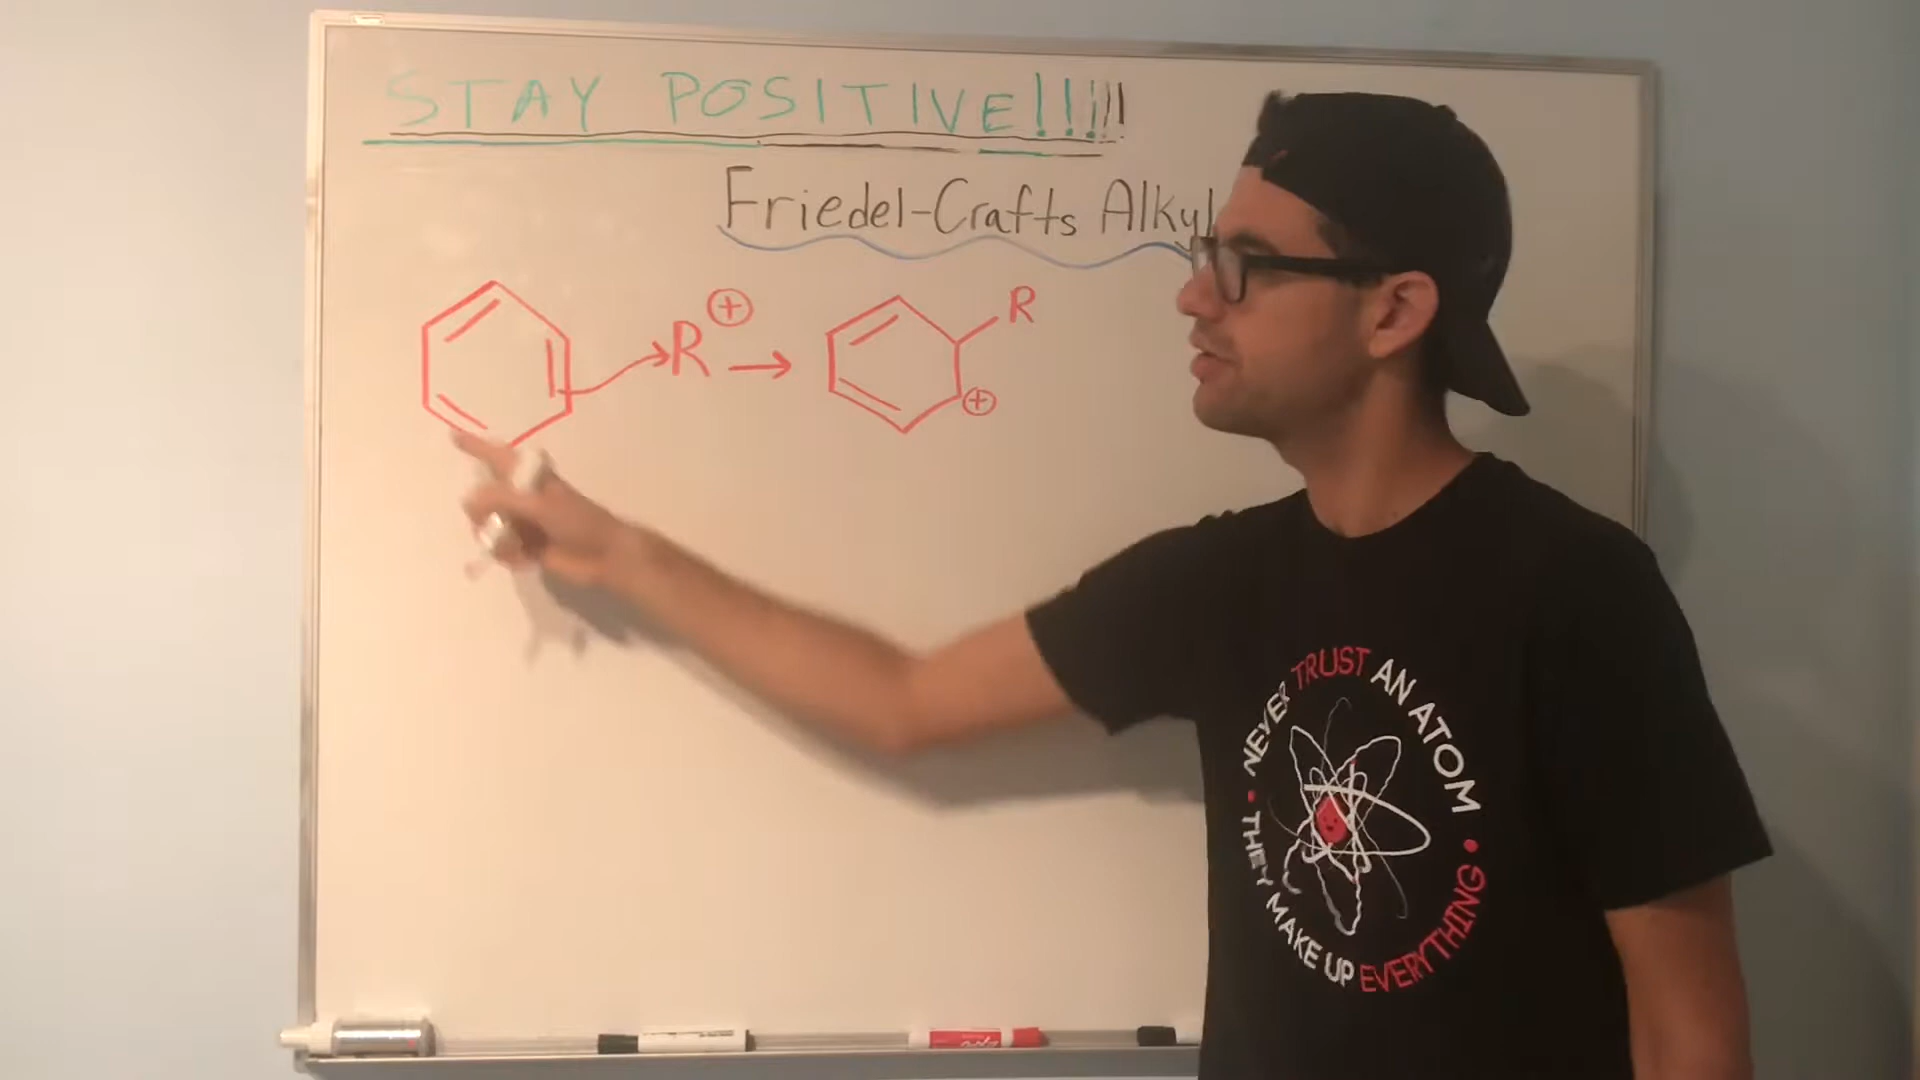 STAY POSITIVE!!!!!!
Friedel-Crafts Alkyl
R
⊕
→
R
⊕
NEVER TRUST AN ATOM
• THEY MAKE UP EVERYTHING •